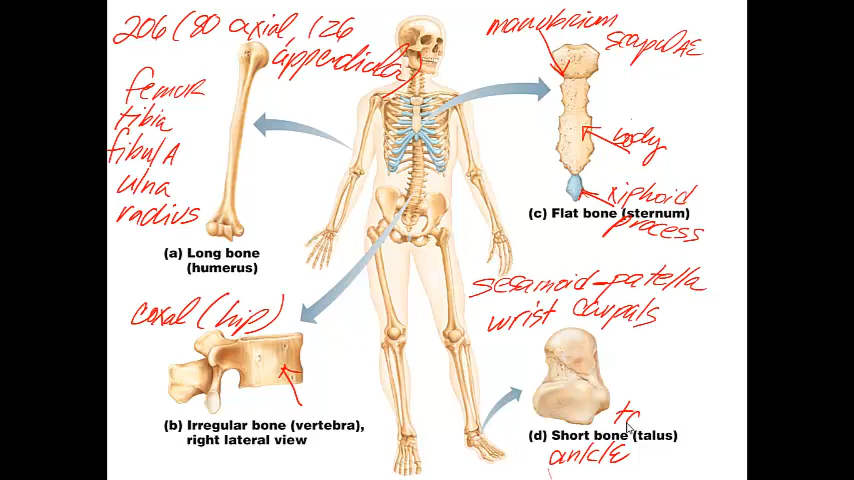 206 (80 axial, 126
appendicular)
femur
tibia
fibulA
ulna
radius
manubrium
scapulAE
body
xiphoid
process
(c) Flat bone (sternum)
(a) Long bone
(humerus)
coxal (hip)
sesamoid-patella
wrist carpals
(b) Irregular bone (vertebra),
right lateral view
ta
(d) Short bone (talus)
anklE